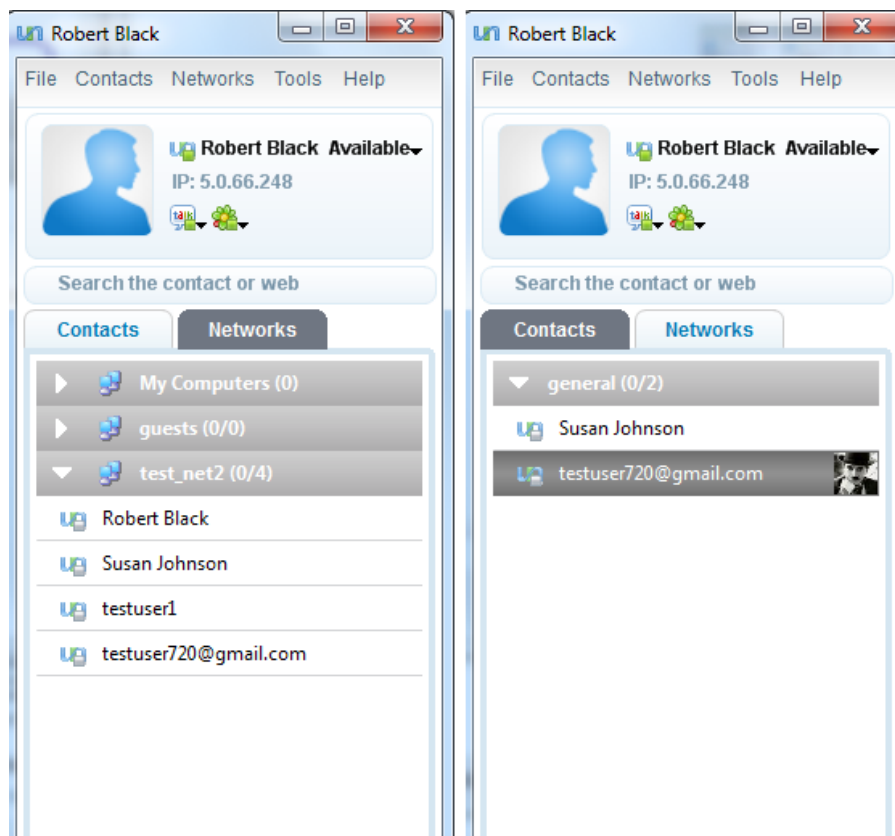 Robert Black
File Contacts Networks Tools Help
Robert Black Available
IP: 5.0.66.248
talk
Search the contact or web
Contacts Networks
My Computers (0)
guests (0/0)
test_net2 (0/4)
Robert Black
Susan Johnson
testuser1
testuser720@gmail.com
Robert Black
File Contacts Networks Tools Help
Robert Black Available
IP: 5.0.66.248
talk
Search the contact or web
Contacts Networks
general (0/2)
Susan Johnson
testuser720@gmail.com